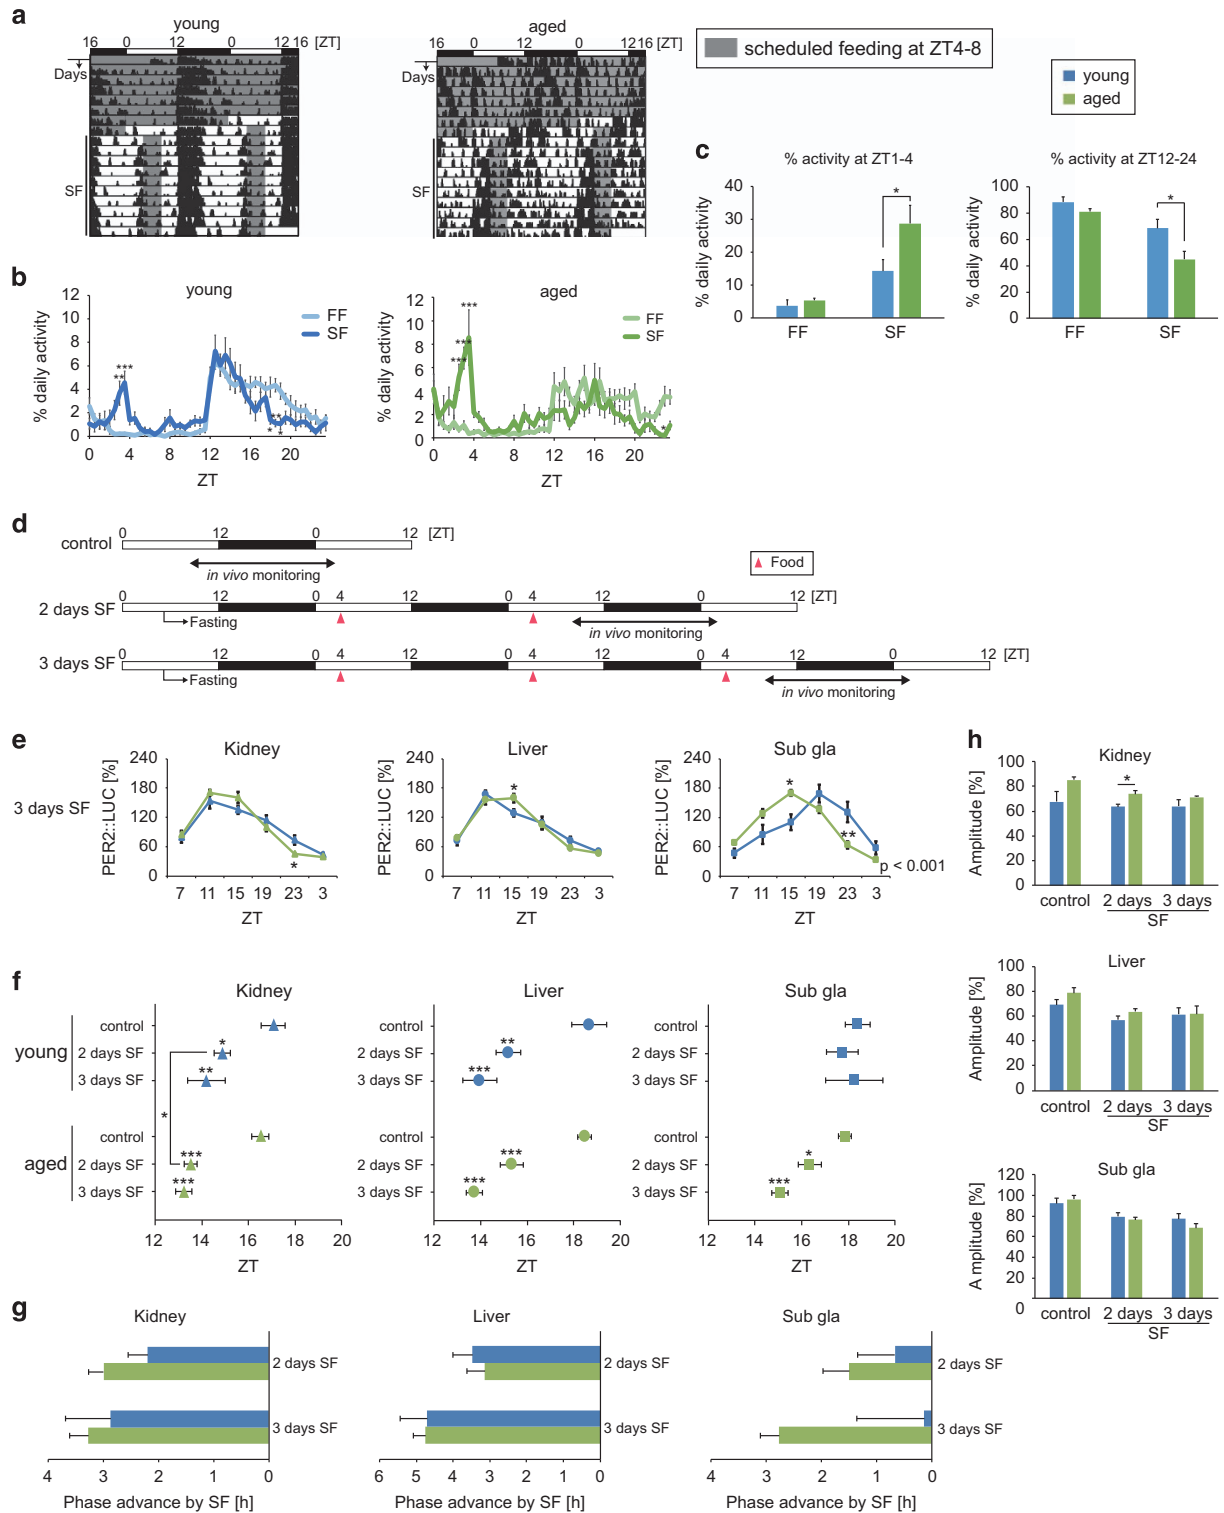 a
young
16 0 12 0 12 16 [ZT]
Days
SF
aged
16 0 12 0 12 16 [ZT]
Days
SF
scheduled feeding at ZT4-8
young
aged
b
young
FF
SF
% daily activity
12
10
8
6
4
2
0
*** ** ** * *
0 4 8 12 16 20
ZT
aged
FF
SF
% daily activity
12
10
8
6
4
2
0
*** *** *** *
0 4 8 12 16 20
ZT
c
% activity at ZT1-4
% daily activity
40
30
20
10
0
*
FF SF
% activity at ZT12-24
% daily activity
100
80
60
40
20
0
*
FF SF
d
control
0 12 0 12 [ZT]
in vivo monitoring
Food
2 days SF
0 12 0 4 12 0 4 12 0 12 [ZT]
Fasting
in vivo monitoring
3 days SF
0 12 0 4 12 0 4 12 0 4 12 0 12 [ZT]
Fasting
in vivo monitoring
e
3 days SF
Kidney
PER2::LUC [%]
240
180
120
60
0
*
7 11 15 19 23 3
ZT
Liver
PER2::LUC [%]
240
180
120
60
0
*
7 11 15 19 23 3
ZT
Sub gla
PER2::LUC [%]
240
180
120
60
0
*
**
p < 0.001
7 11 15 19 23 3
ZT
f
young
aged
Kidney
control
2 days SF *
3 days SF **
*
control
2 days SF ***
3 days SF ***
12 14 16 18 20
ZT
Liver
control
2 days SF **
3 days SF ***
control
2 days SF ***
3 days SF ***
12 14 16 18 20
ZT
Sub gla
control
2 days SF
3 days SF
control
2 days SF *
3 days SF ***
12 14 16 18 20
ZT
g
Kidney
2 days SF
3 days SF
4 3 2 1 0
Phase advance by SF [h]
Liver
2 days SF
3 days SF
6 5 4 3 2 1 0
Phase advance by SF [h]
Sub gla
2 days SF
3 days SF
4 3 2 1 0
Phase advance by SF [h]
h
Kidney
Amplitude [%]
100
80
60
40
20
0
*
control 2 days 3 days
SF
Liver
Amplitude [%]
100
80
60
40
20
0
control 2 days 3 days
SF
Sub gla
A mplitude [%]
120
100
80
60
40
20
0
control 2 days 3 days
SF